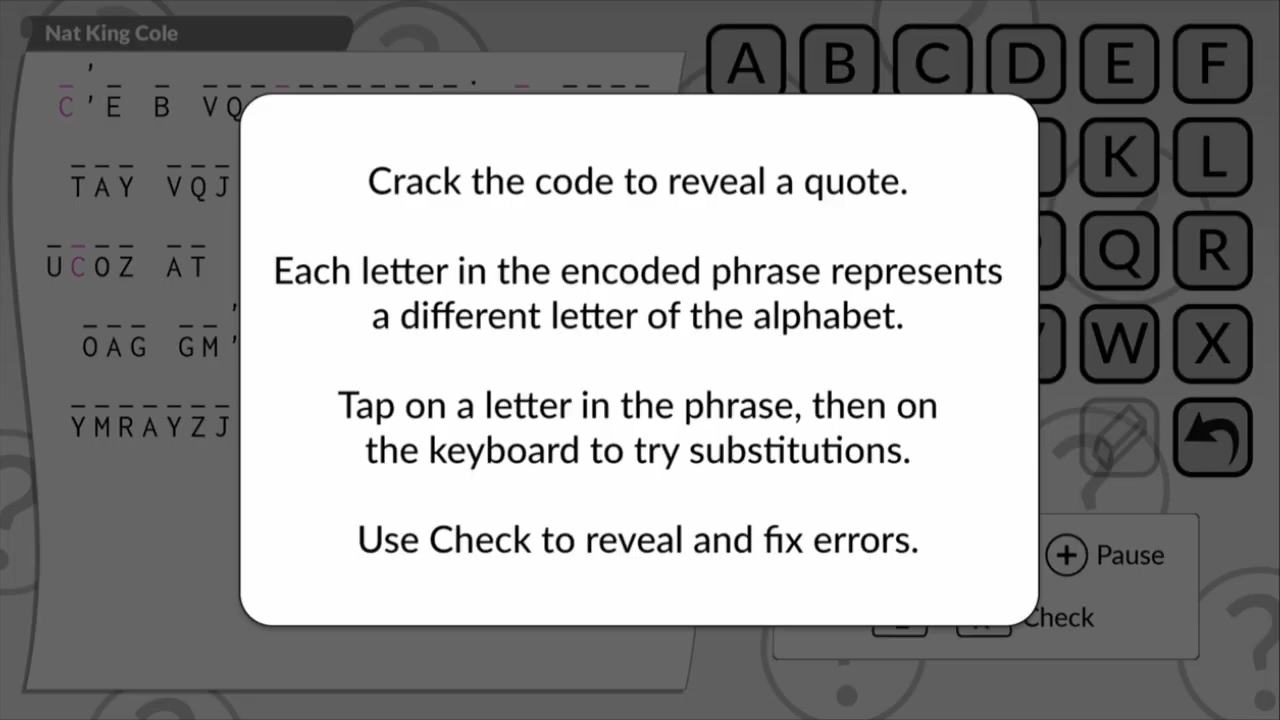 Nat King Cole
A B C D E F
C'E B VQ
Crack the code to reveal a quote.
K L
TAY VQJ
Each letter in the encoded phrase represents
a different letter of the alphabet.
Q R
UCOZ AT
OAG GM'
W X
Tap on a letter in the phrase, then on
the keyboard to try substitutions.
YMRAYZJ
Use Check to reveal and fix errors.
+ Pause
Check